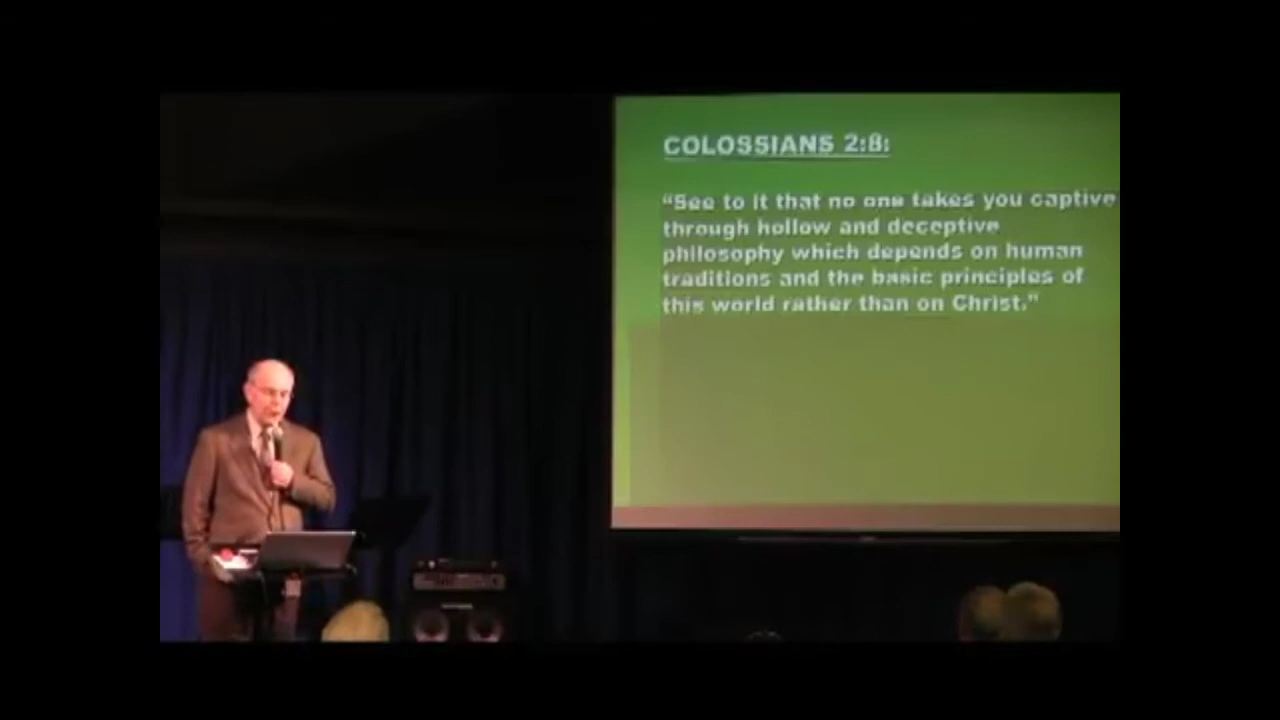 COLOSSIANS 2:8:
“See to it that no one takes you captive
through hollow and deceptive
philosophy which depends on human
traditions and the basic principles of
this world rather than on Christ.”